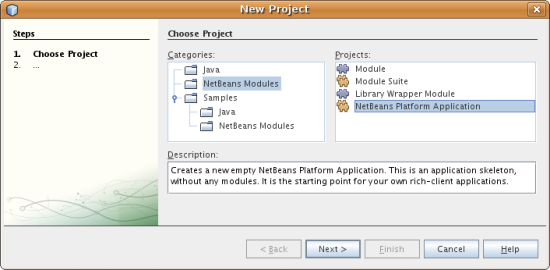 New Project
Steps
1. Choose Project
2. ...
Choose Project
Categories:
Java
NetBeans Modules
Samples
Java
NetBeans Modules
Projects:
Module
Module Suite
Library Wrapper Module
NetBeans Platform Application
Description:
Creates a new empty NetBeans Platform Application. This is an application skeleton,
without any modules. It is the starting point for your own rich-client applications.
< Back
Next >
Finish
Cancel
Help